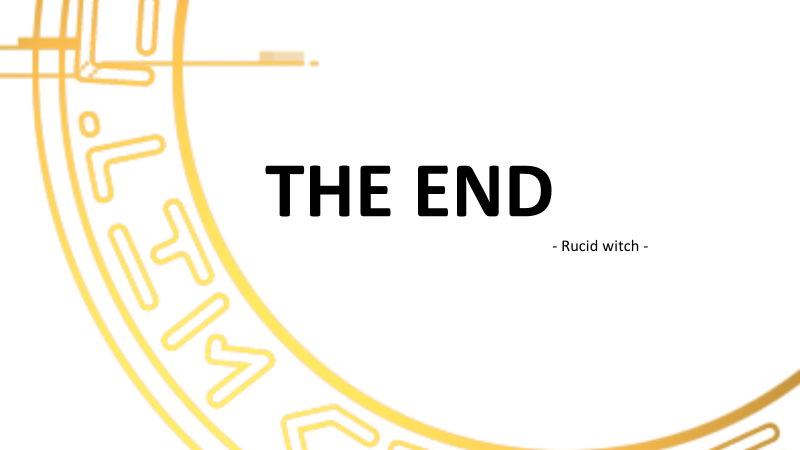 THE END
- Rucid witch -